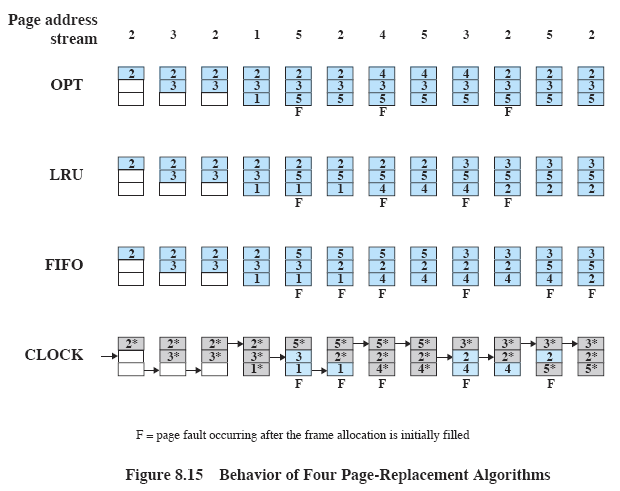 Page address
stream 2 3 2 1 5 2 4 5 3 2 5 2
2 2 2 2 2 2 4 4 4 2 2 2
OPT 3 3 3 3 3 3 3 3 3 3 3
1 5 5 5 5 5 5 5 5
F F F
2 2 2 2 2 2 2 2 3 3 3 3
LRU 3 3 3 5 5 5 5 5 5 5 5
1 1 1 4 4 4 2 2 2
F F F F
2 2 2 2 5 5 5 5 3 3 3 3
FIFO 3 3 3 3 2 2 2 2 2 5 5
1 1 1 4 4 4 4 4 2
F F F F F F
2* 2* 2* 2* 5* 5* 5* 5* 3* 3* 3* 3*
CLOCK 3* 3* 3* 3 2* 2* 2* 2 2* 2 2*
1* 1 1 4* 4* 4 4 5* 5*
F F F F F
F = page fault occurring after the frame allocation is initially filled
Figure 8.15 Behavior of Four Page-Replacement Algorithms